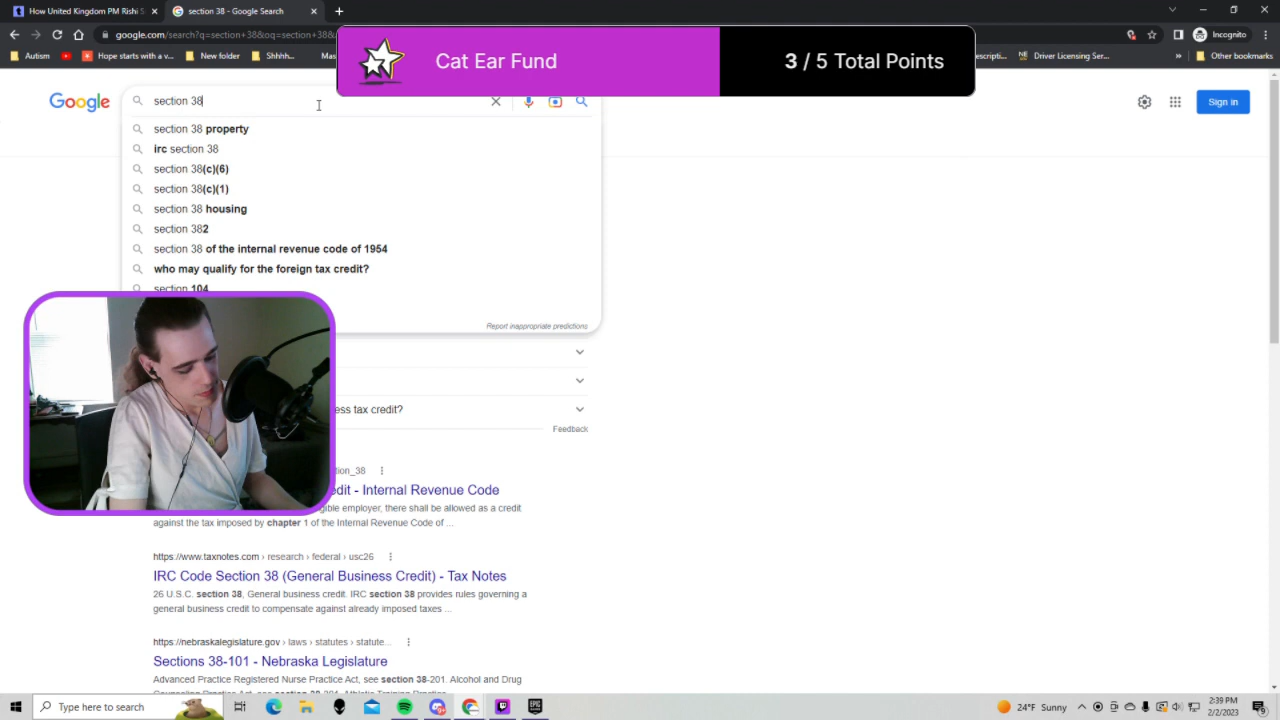 Honorable mention of PM Rishi
section 38 - Google Search
google.com/search?q=section+38&oq=section+38&
Incognito
Autism
Hope starts with a v...
New folder
Shhhh...
Driver Licensing Ser...
Other bookmarks
Cat Ear Fund
3 / 5 Total Points
Google
section 38
Sign in
section 38 property
irc section 38
section 38(c)(6)
section 38(c)(1)
section 38 housing
section 382
section 38 of the internal revenue code of 1954
who may qualify for the foreign tax credit?
section 104
Report inappropriate predictions
ess tax credit?
Feedback
tion_38
edit - Internal Revenue Code
gible employer, there shall be allowed as a credit
against the tax imposed by chapter 1 of the Internal Revenue Code of ...
https://www.taxnotes.com › research › federal › usc26
IRC Code Section 38 (General Business Credit) - Tax Notes
26 U.S.C. section 38, General business credit. IRC section 38 provides rules governing a
general business credit to compensate against already imposed taxes ...
https://nebraskalegislature.gov › laws › statutes › statute...
Sections 38-101 - Nebraska Legislature
Advanced Practice Registered Nurse Practice Act, see section 38-201. Alcohol and Drug
Type here to search
24°F Sunny
2:39 PM
2/2/2023